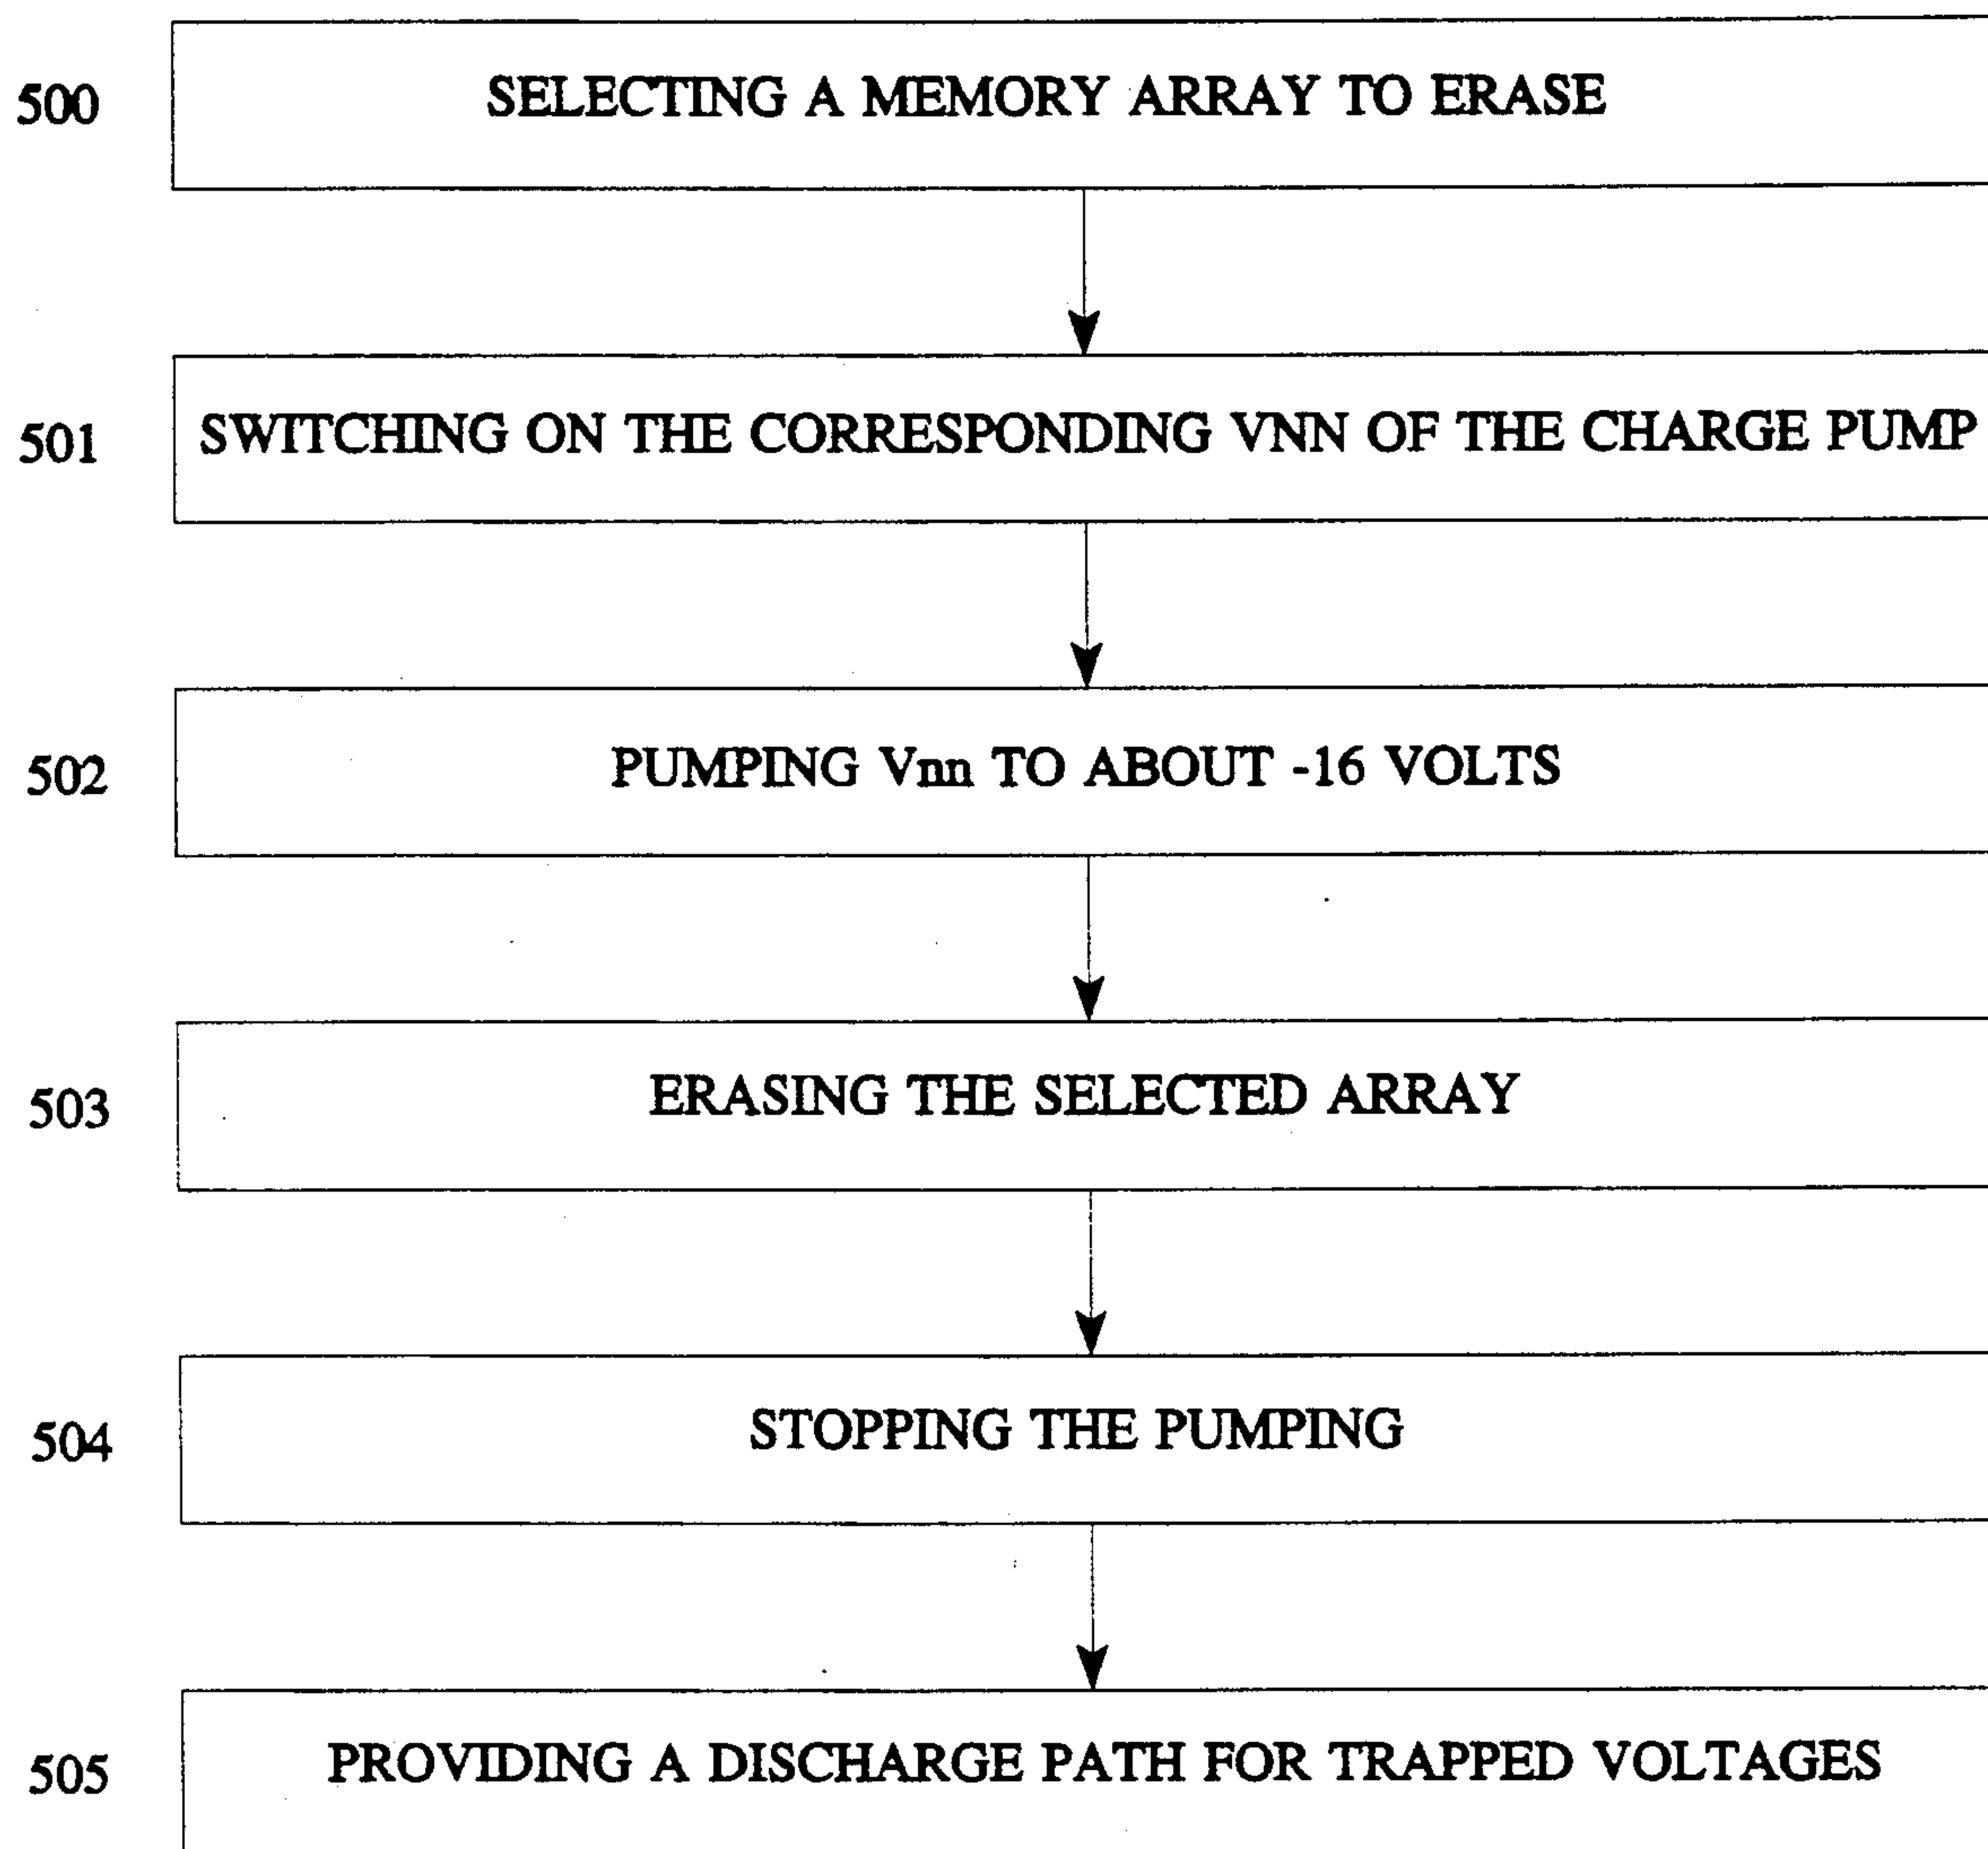 500 SELECTING A MEMORY ARRAY TO ERASE
501 SWITCHING ON THE CORRESPONDING VNN OF THE CHARGE PUMP
502 PUMPING Vnn TO ABOUT -16 VOLTS
503 ERASING THE SELECTED ARRAY
504 STOPPING THE PUMPING
505 PROVIDING A DISCHARGE PATH FOR TRAPPED VOLTAGES